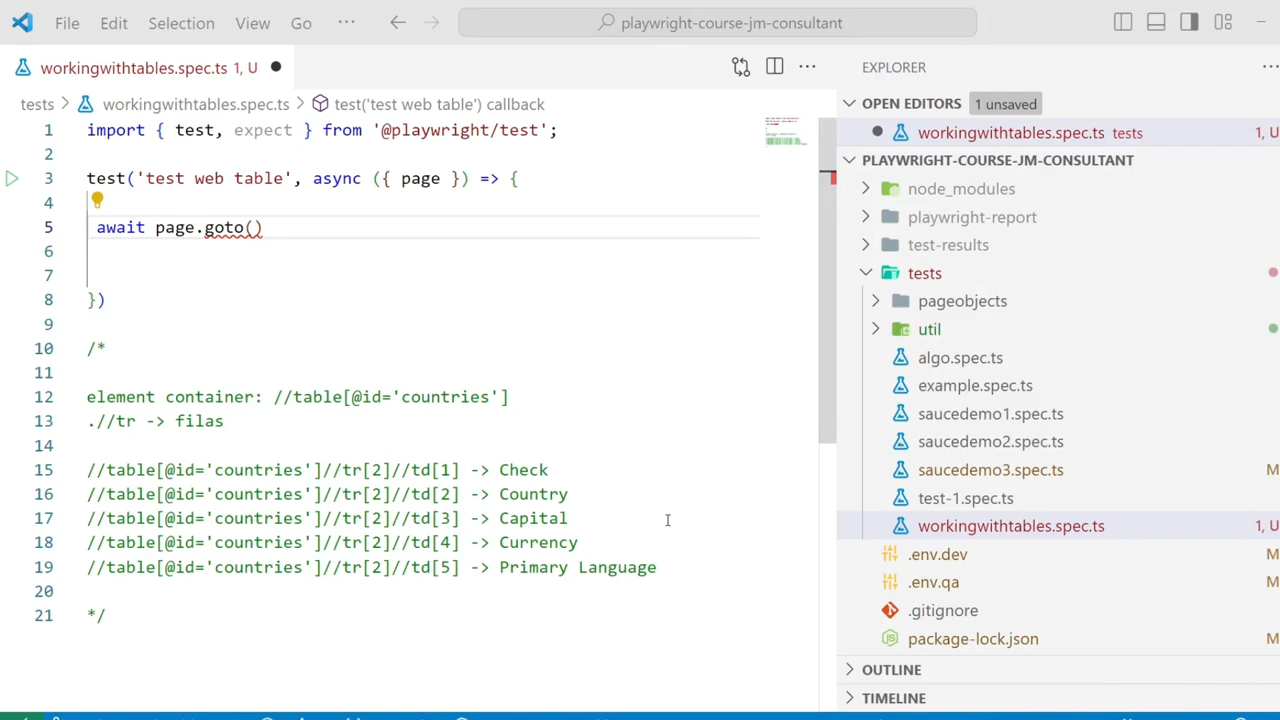 File Edit Selection View Go ··· playwright-course-jm-consultant
workingwithtables.spec.ts 1, U
tests > workingwithtables.spec.ts > test('test web table') callback
1 import { test, expect } from '@playwright/test';
2
3 test('test web table', async ({ page }) => {
4
5 await page.goto()
6
7
8 })
9
10 /*
11
12 element container: //table[@id='countries']
13 .//tr -> filas
14
15 //table[@id='countries']//tr[2]//td[1] -> Check
16 //table[@id='countries']//tr[2]//td[2] -> Country
17 //table[@id='countries']//tr[2]//td[3] -> Capital
18 //table[@id='countries']//tr[2]//td[4] -> Currency
19 //table[@id='countries']//tr[2]//td[5] -> Primary Language
20
21 */
EXPLORER
OPEN EDITORS 1 unsaved
workingwithtables.spec.ts tests 1, U
PLAYWRIGHT-COURSE-JM-CONSULTANT
node_modules
playwright-report
test-results
tests
pageobjects
util
algo.spec.ts
example.spec.ts
saucedemo1.spec.ts
saucedemo2.spec.ts
saucedemo3.spec.ts M
test-1.spec.ts
workingwithtables.spec.ts 1, U
.env.dev M
.env.qa M
.gitignore
package-lock.json M
OUTLINE
TIMELINE